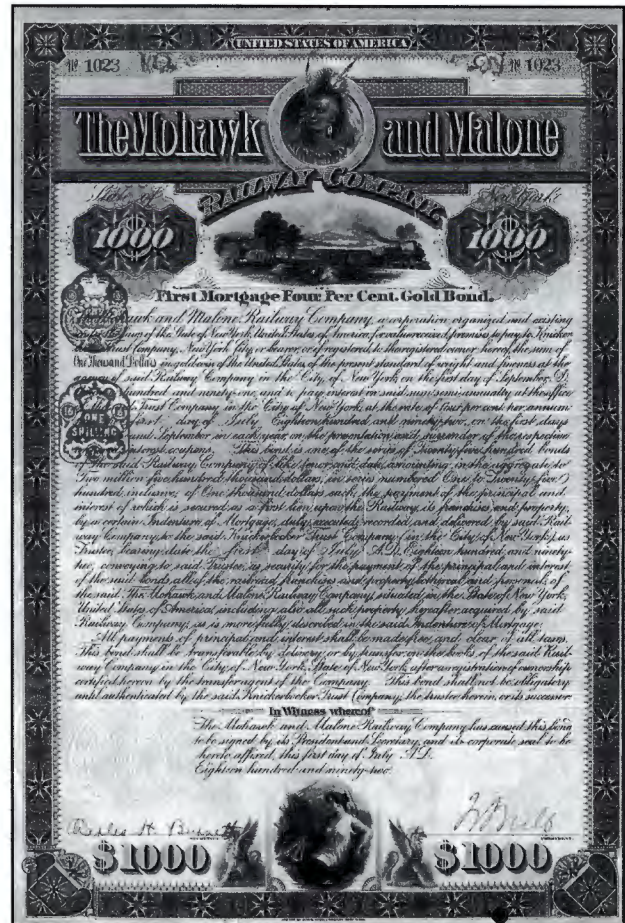 UNITED STATES OF AMERICA
No 1023 No 1023
The Mohawk and Malone
RAILWAY COMPANY
State of New York
1000 1000
First Mortgage Four Per Cent. Gold Bond.
The Mohawk and Malone Railway Company, a corporation organized and existing
under the laws of the State of New York, United States of America, for value received, promises to pay to Knicker
Trust Company, New York City, or bearer, or if registered, to the registered owner hereof, the sum of
One Thousand Dollars in gold coin of the United States, of the present standard of weight and fineness at the
agency of said Railway Company in the City of New York, on the first day of September, A.D.
hundred and ninety-one, and to pay interest on said sum semi-annually at the office
Trust Company, in the City of New York, at the rate of four per cent. per annum
first day of July Eighteen hundred and ninety-two, on the first days
and September in each year, on the presentation and surrender of the respective
interest coupons. This bond is one of the series of Twenty-five hundred bonds
of the said Railway Company, of like tenor and date, amounting in the aggregate to
Two million five hundred thousand dollars, in series numbered One to Twenty-five
hundred, inclusive, of One thousand dollars each, the payment of the principal and
interest of which is secured as a first lien upon the Railway, its franchises and property,
by a certain Indenture of Mortgage, duly executed, recorded and delivered by said Rail-
way Company, to the said Knickerbocker Trust Company (in the City of New York), as
Trustee, bearing date the first day of July A.D. Eighteen hundred and ninety-
two, conveying to said Trustee, as security for the payment of the principal and interest
of the said bonds, all of the railroad, franchises and property, both real and personal, of
the said The Mohawk and Malone Railway Company, situated in the State of New York,
United States of America, including also all such property hereafter acquired by said
Railway Company, as is more fully described in the said Indenture of Mortgage.
All payments of principal and interest shall be made free and clear of all taxes.
This bond shall be transferable by delivery, or by transfer on the books of the said Rail-
way Company in the City of New York, State of New York, after a registration of ownership
certified hereon by the transfer agent of the Company. This bond shall not be obligatory
until authenticated by the said Knickerbocker Trust Company, the trustee herein, or its successor
In Witness whereof
The Mohawk and Malone Railway Company has caused this bond
to be signed by its President and Secretary, and its corporate seal to be
hereto affixed, this first day of July A.D.
Eighteen hundred and ninety-two.
ONE
SHILLING
Charles H. Burnett
$1000 $1000